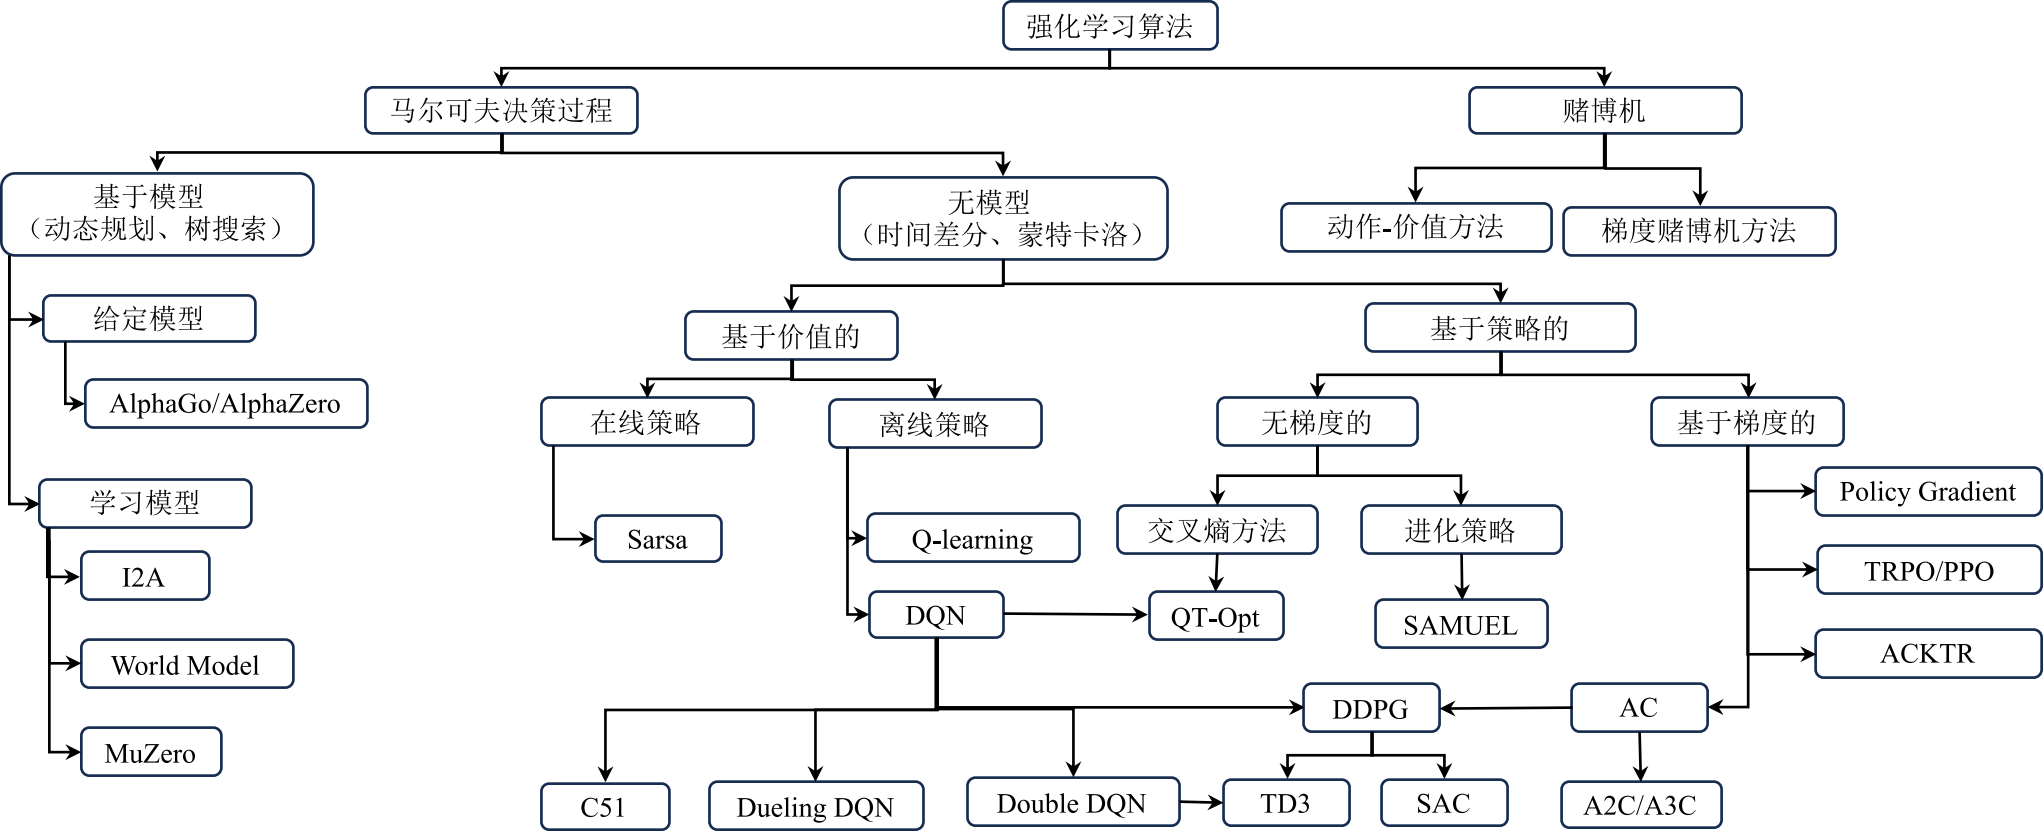 强化学习算法
马尔可夫决策过程
赌博机
基于模型
（动态规划、树搜索）
无模型
（时间差分、蒙特卡洛）
动作-价值方法
梯度赌博机方法
给定模型
基于价值的
基于策略的
AlphaGo/AlphaZero
在线策略
离线策略
无梯度的
基于梯度的
学习模型
Policy Gradient
Sarsa
Q-learning
交叉熵方法
进化策略
I2A
TRPO/PPO
DQN
QT-Opt
SAMUEL
World Model
ACKTR
DDPG
AC
MuZero
C51
Dueling DQN
Double DQN
TD3
SAC
A2C/A3C